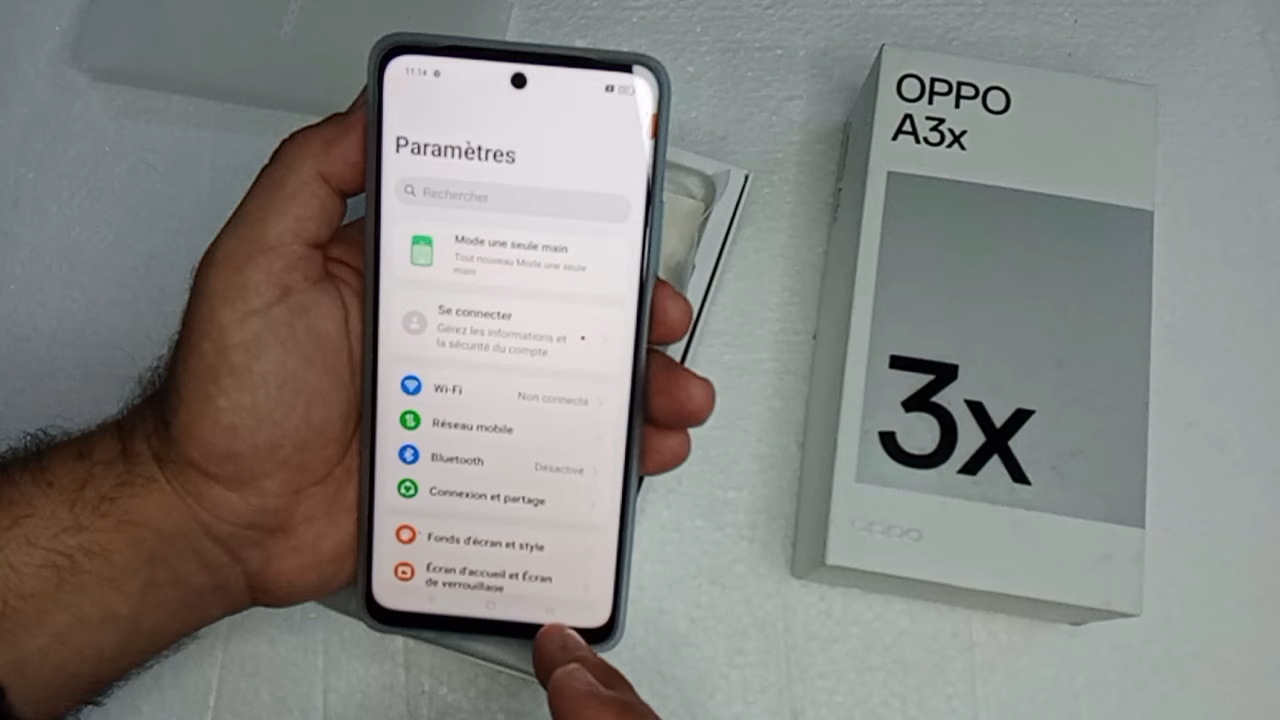 11:14
Paramètres
Rechercher
Mode une seule main
Tout nouveau Mode une seule
main
Se connecter
Gérez les informations et
la sécurité du compte
Wi-Fi
Non connecté
Réseau mobile
Bluetooth
Désactivé
Connexion et partage
Fonds d'écran et style
Écran d'accueil et Écran
de verrouillage
OPPO
A3x
3x
oppo